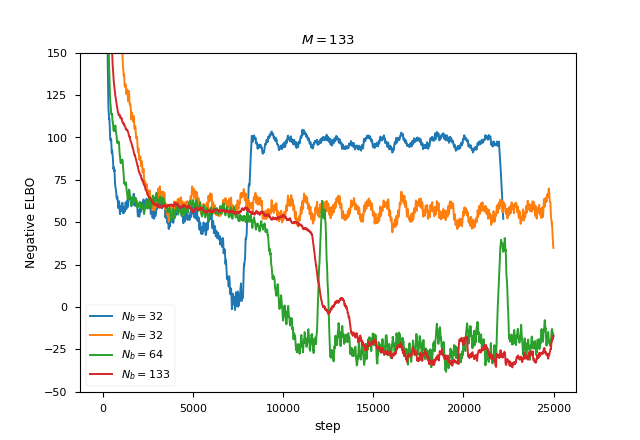 M = 133
Negative ELBO
150
125
100
75
50
25
0
−25
−50
N_b = 32
N_b = 32
N_b = 64
N_b = 133
0 5000 10000 15000 20000 25000
step